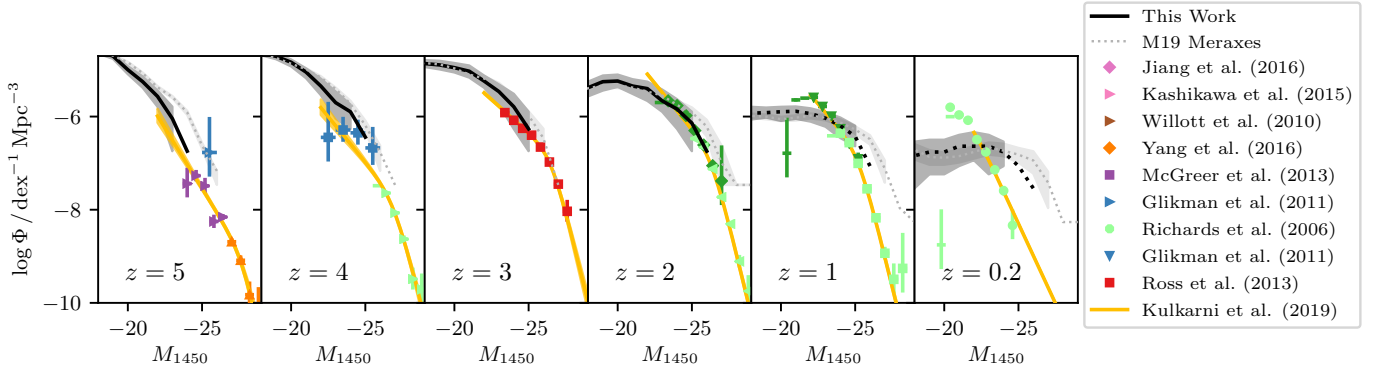 log Φ / dex⁻¹ Mpc⁻³
−6
−8
−10
z = 5
z = 4
z = 3
z = 2
z = 1
z = 0.2
−20 −25 −20 −25 −20 −25 −20 −25 −20 −25 −20 −25
M₁₄₅₀ M₁₄₅₀ M₁₄₅₀ M₁₄₅₀ M₁₄₅₀ M₁₄₅₀
This Work
M19 Meraxes
Jiang et al. (2016)
Kashikawa et al. (2015)
Willott et al. (2010)
Yang et al. (2016)
McGreer et al. (2013)
Glikman et al. (2011)
Richards et al. (2006)
Glikman et al. (2011)
Ross et al. (2013)
Kulkarni et al. (2019)